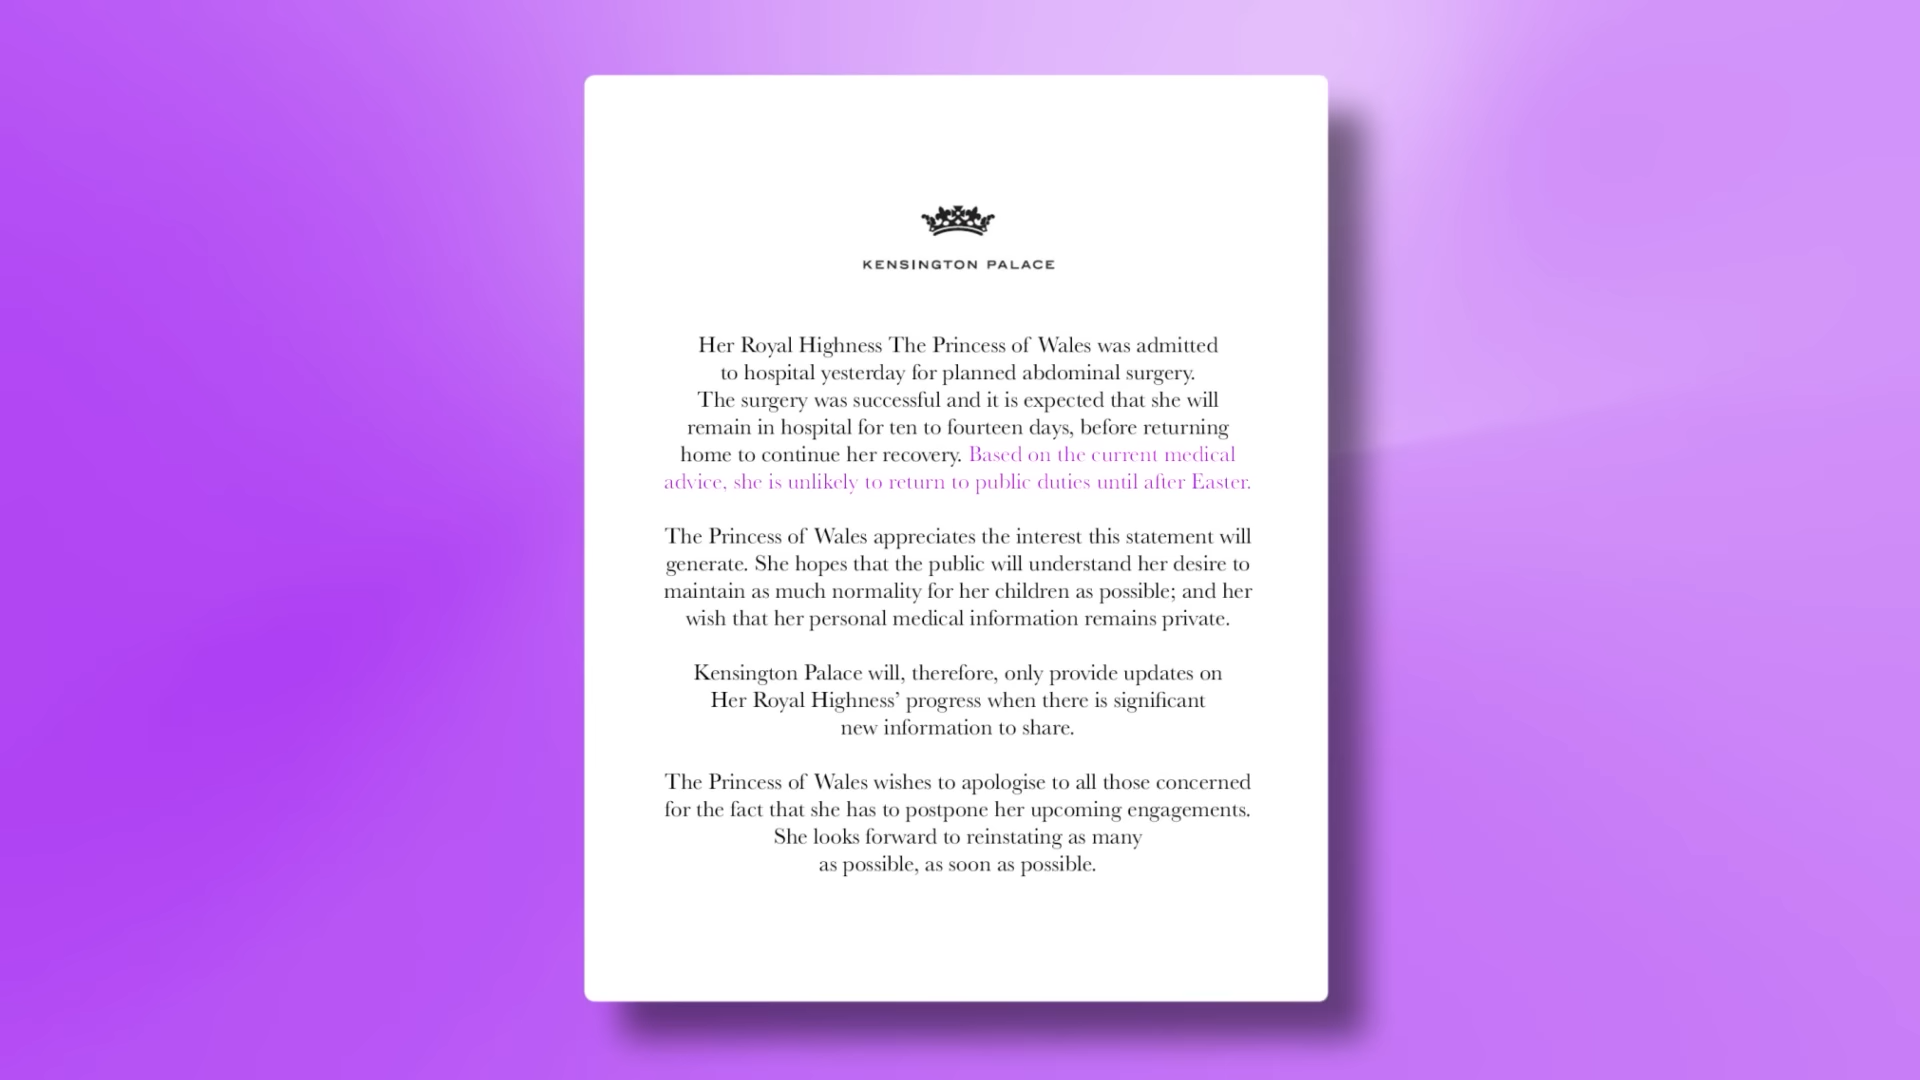 KENSINGTON PALACE
Her Royal Highness The Princess of Wales was admitted
to hospital yesterday for planned abdominal surgery.
The surgery was successful and it is expected that she will
remain in hospital for ten to fourteen days, before returning
home to continue her recovery. Based on the current medical
advice, she is unlikely to return to public duties until after Easter.
The Princess of Wales appreciates the interest this statement will
generate. She hopes that the public will understand her desire to
maintain as much normality for her children as possible; and her
wish that her personal medical information remains private.
Kensington Palace will, therefore, only provide updates on
Her Royal Highness’ progress when there is significant
new information to share.
The Princess of Wales wishes to apologise to all those concerned
for the fact that she has to postpone her upcoming engagements.
She looks forward to reinstating as many
as possible, as soon as possible.